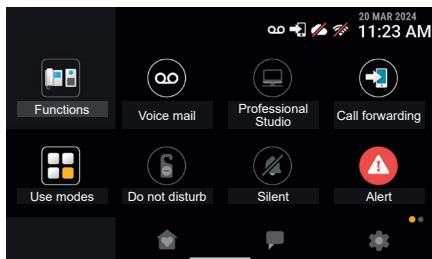 20 MAR 2024
11:23 AM
Functions
Voice mail
Professional
Studio
Call forwarding
Use modes
Do not disturb
Silent
Alert